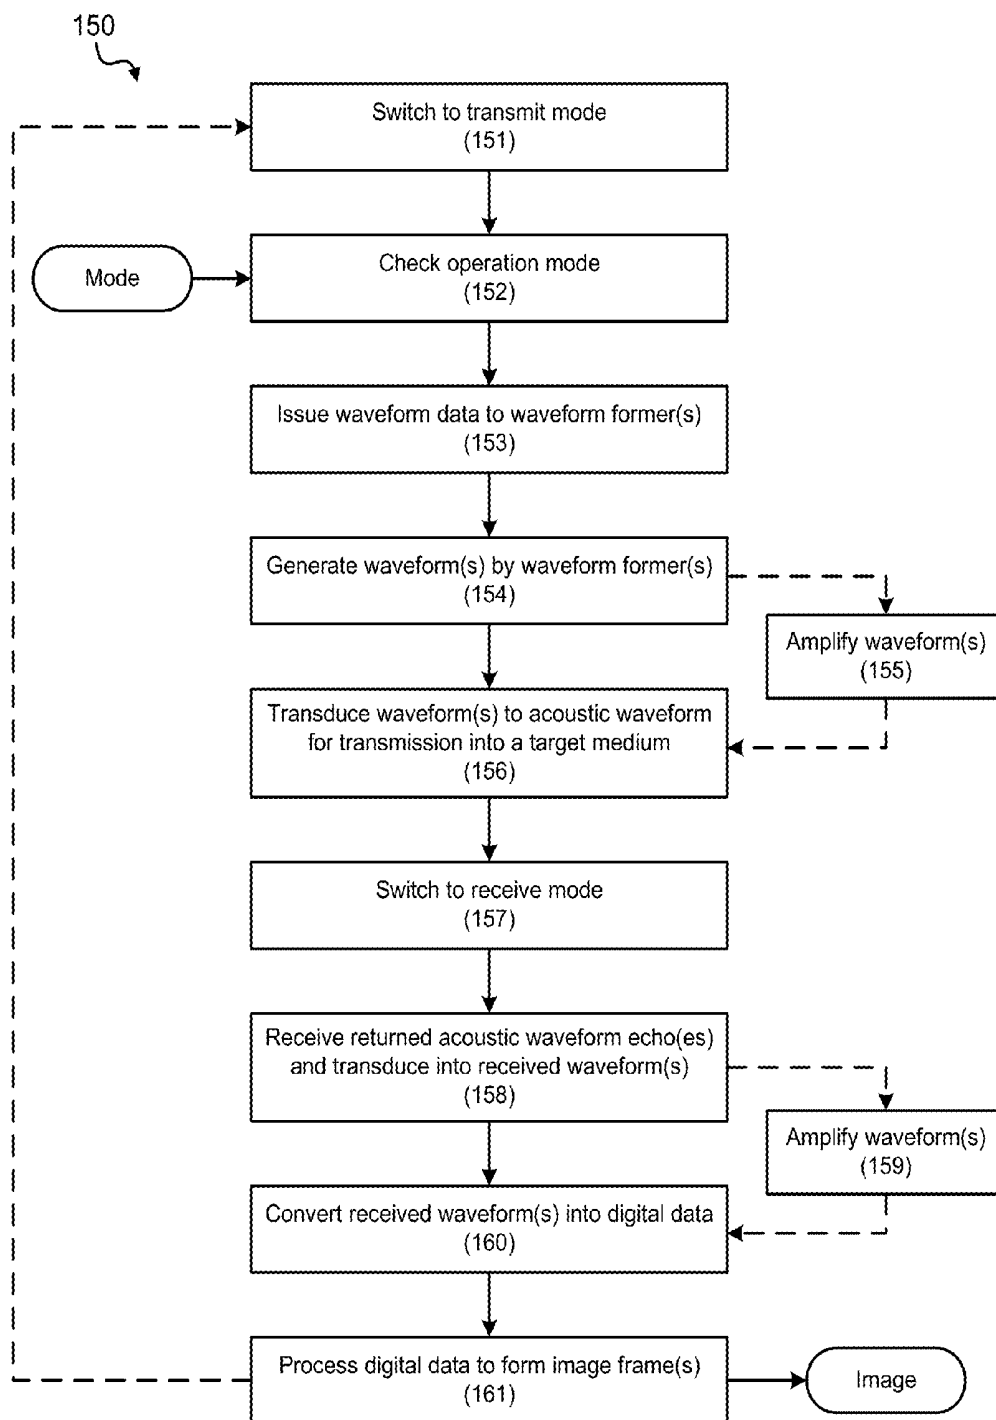 150
Switch to transmit mode
(151)
Mode
Check operation mode
(152)
Issue waveform data to waveform former(s)
(153)
Generate waveform(s) by waveform former(s)
(154)
Amplify waveform(s)
(155)
Transduce waveform(s) to acoustic waveform
for transmission into a target medium
(156)
Switch to receive mode
(157)
Receive returned acoustic waveform echo(es)
and transduce into received waveform(s)
(158)
Amplify waveform(s)
(159)
Convert received waveform(s) into digital data
(160)
Process digital data to form image frame(s)
(161)
Image